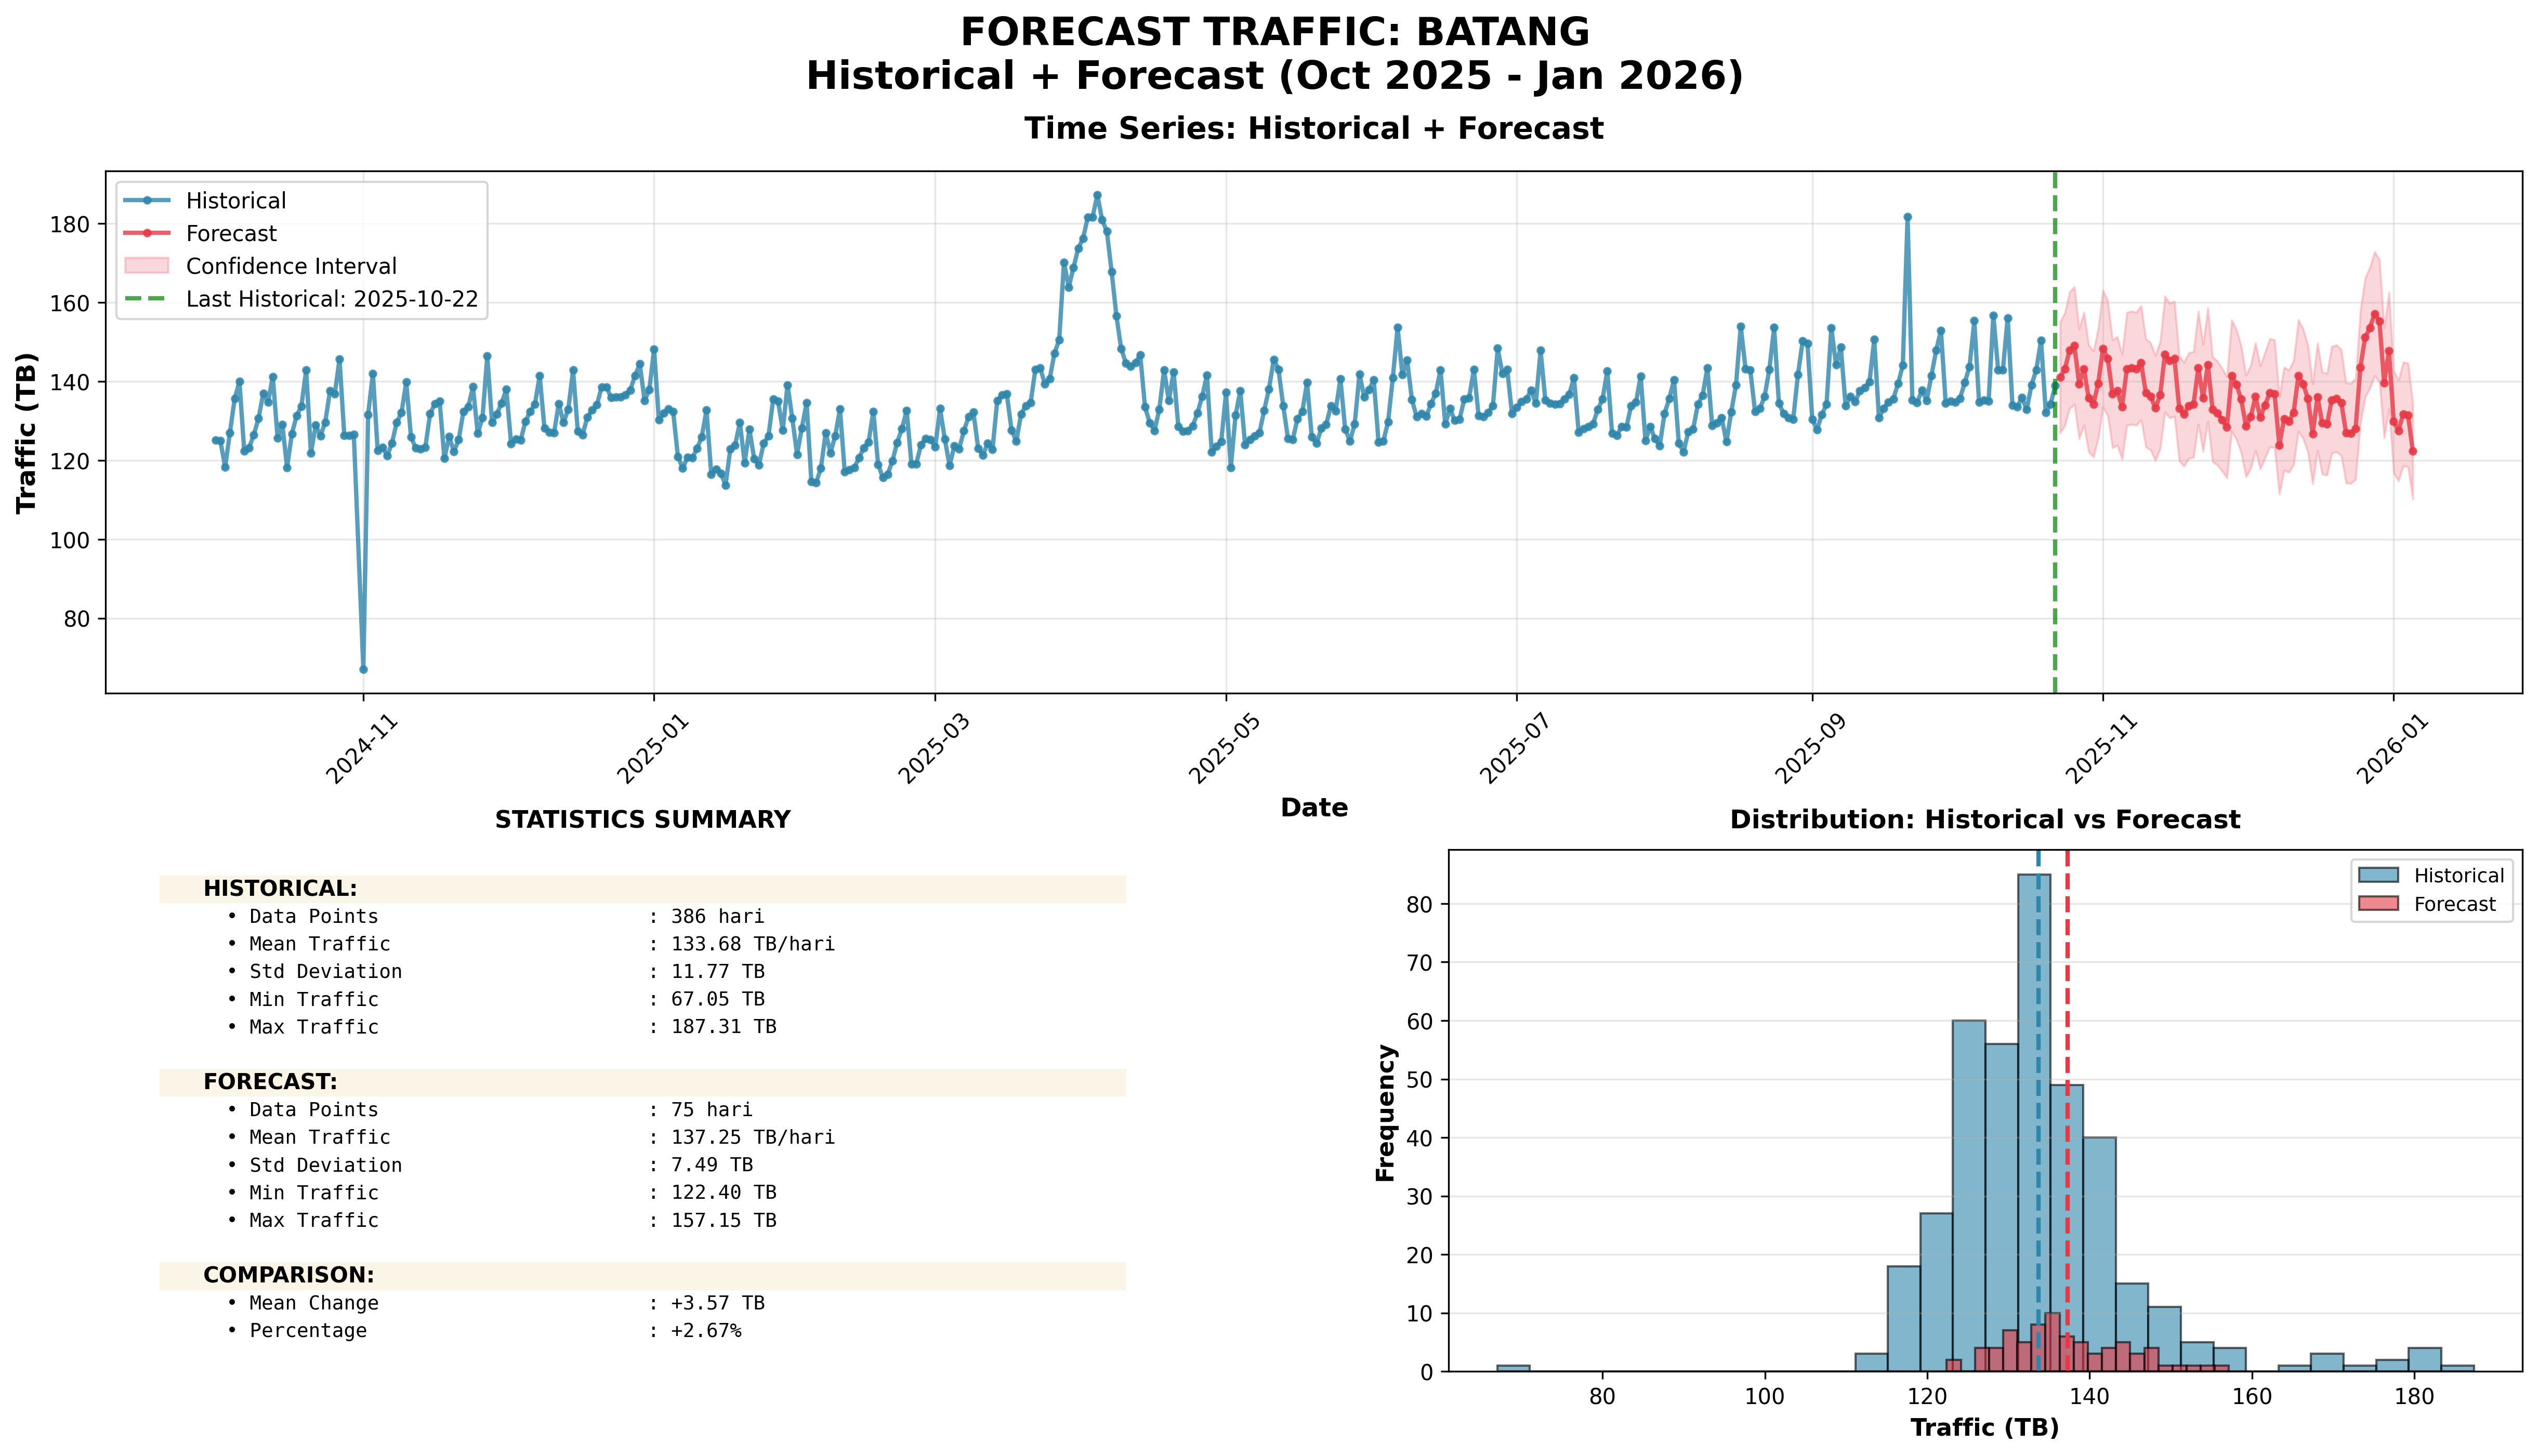 FORECAST TRAFFIC: BATANG
Historical + Forecast (Oct 2025 - Jan 2026)
Time Series: Historical + Forecast
Historical
Forecast
Confidence Interval
Last Historical: 2025-10-22
Traffic (TB)
180
160
140
120
100
80
2024-11
2025-01
2025-03
2025-05
2025-07
2025-09
2025-11
2026-01
Date
STATISTICS SUMMARY
HISTORICAL:
• Data Points : 386 hari
• Mean Traffic : 133.68 TB/hari
• Std Deviation : 11.77 TB
• Min Traffic : 67.05 TB
• Max Traffic : 187.31 TB
FORECAST:
• Data Points : 75 hari
• Mean Traffic : 137.25 TB/hari
• Std Deviation : 7.49 TB
• Min Traffic : 122.40 TB
• Max Traffic : 157.15 TB
COMPARISON:
• Mean Change : +3.57 TB
• Percentage : +2.67%
Distribution: Historical vs Forecast
Historical
Forecast
Frequency
80
70
60
50
40
30
20
10
0
80
100
120
140
160
180
Traffic (TB)